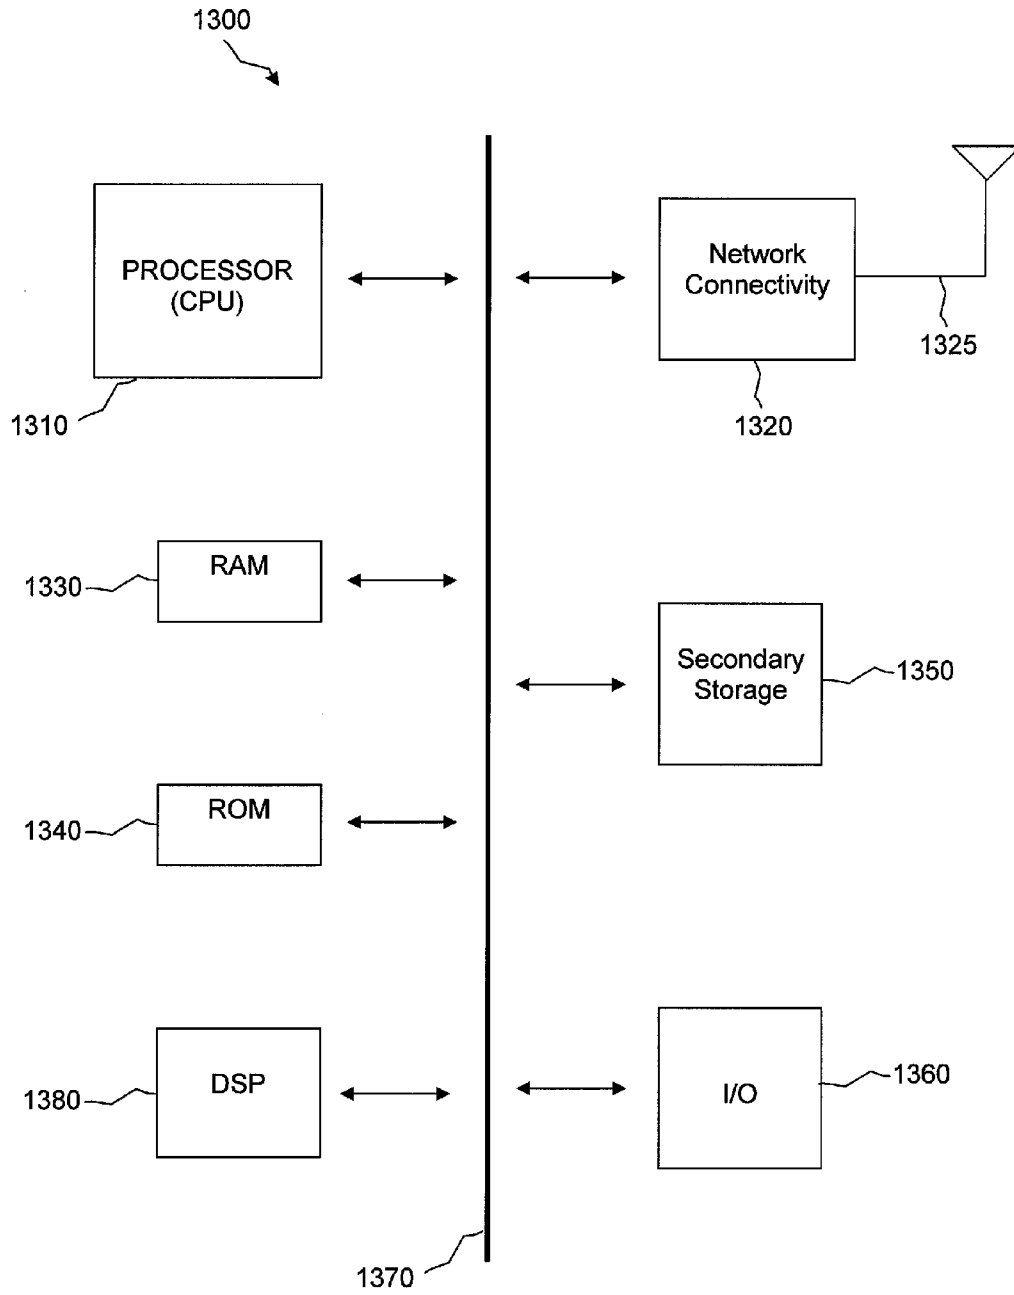 1300
PROCESSOR
(CPU)
1310
Network
Connectivity
1325
1320
RAM
1330
Secondary
Storage
1350
ROM
1340
DSP
1380
I/O
1360
1370